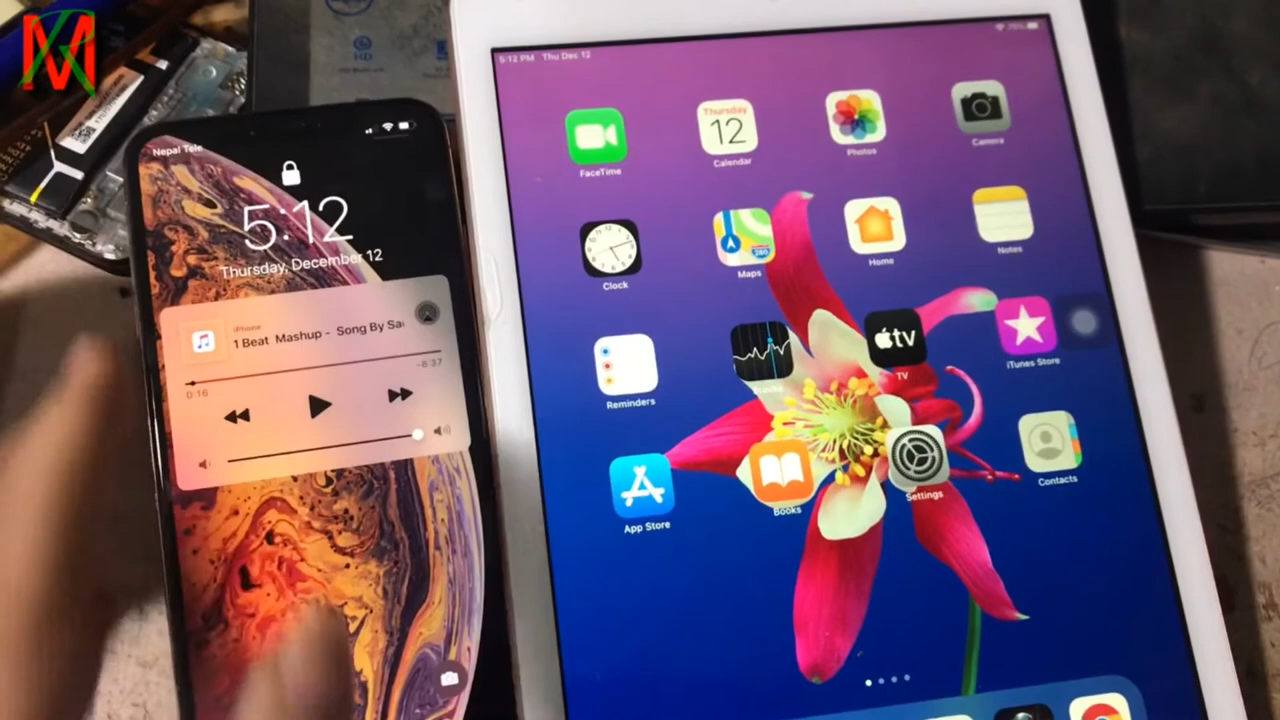 HD
Nepal Tele
5:12
Thursday, December 12
iPhone
1 Beat Mashup - Song By Sa
0:16
-8:37
5:12 PM Thu Dec 12
FaceTime
Thursday
12
Calendar
Photos
Camera
Clock
280
Maps
Home
Notes
Reminders
tv
TV
iTunes Store
App Store
Books
Settings
Contacts